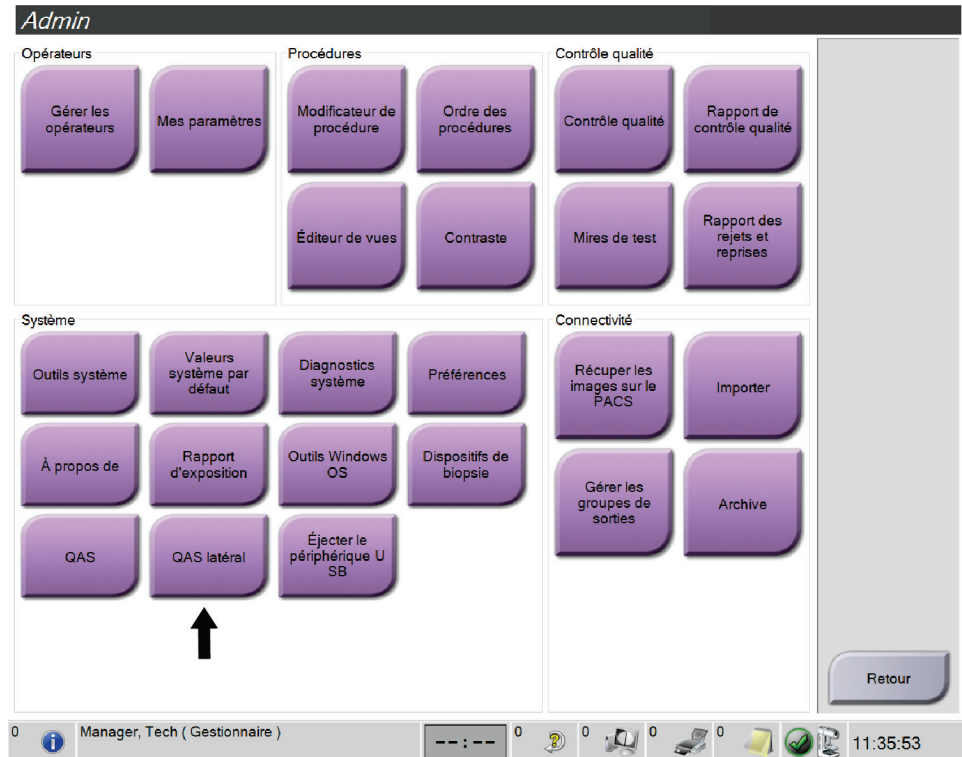 Admin
Opérateurs
Gérer les
opérateurs
Mes paramètres
Procédures
Modificateur de
procédure
Ordre des
procédures
Éditeur de vues
Contraste
Contrôle qualité
Contrôle qualité
Rapport de
contrôle qualité
Mires de test
Rapport des
rejets et
reprises
Système
Outils système
Valeurs
système par
défaut
Diagnostics
système
Préférences
À propos de
Rapport
d'exposition
Outils Windows
OS
Dispositifs de
biopsie
QAS
QAS latéral
Éjecter le
périphérique U
SB
Connectivité
Récuper les
images sur le
PACS
Importer
Gérer les
groupes de
sorties
Archive
Retour
0
Manager, Tech ( Gestionnaire )
--:--
0
0
0
0
11:35:53